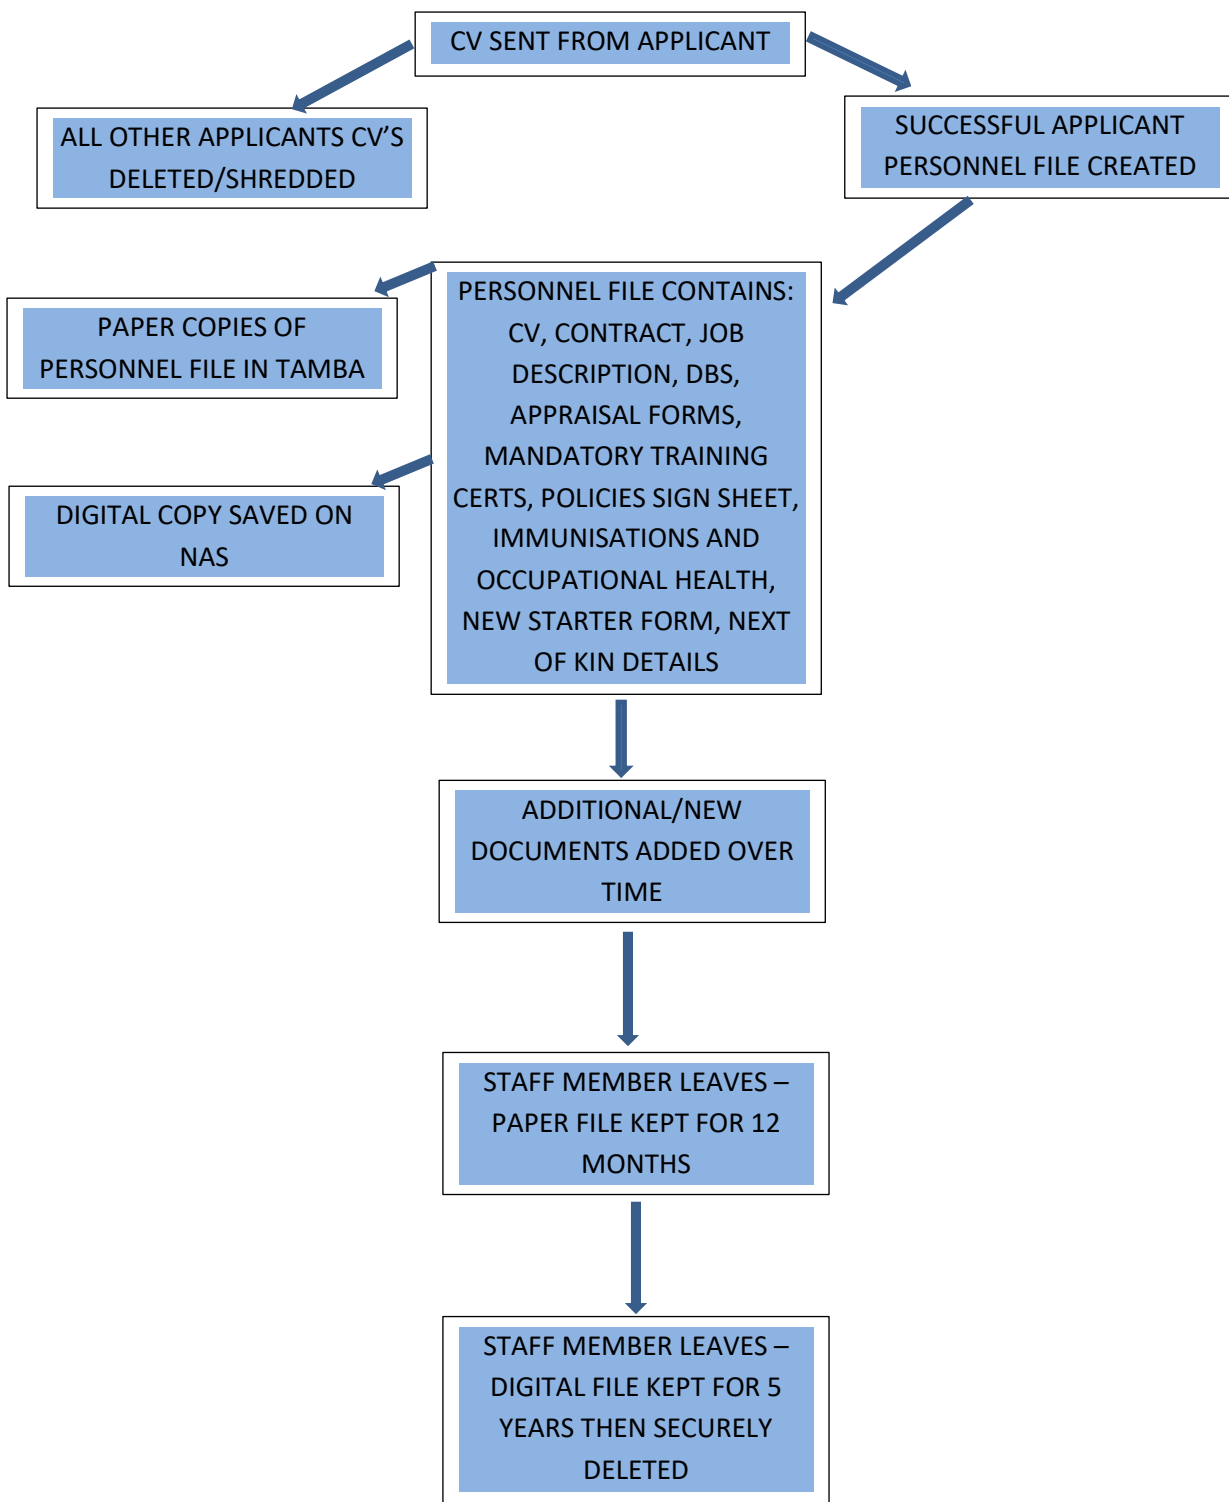 CV SENT FROM APPLICANT
ALL OTHER APPLICANTS CV’S
DELETED/SHREDDED
SUCCESSFUL APPLICANT
PERSONNEL FILE CREATED
PERSONNEL FILE CONTAINS:
CV, CONTRACT, JOB
DESCRIPTION, DBS,
APPRAISAL FORMS,
MANDATORY TRAINING
CERTS, POLICIES SIGN SHEET,
IMMUNISATIONS AND
OCCUPATIONAL HEALTH,
NEW STARTER FORM, NEXT
OF KIN DETAILS
PAPER COPIES OF
PERSONNEL FILE IN TAMBA
DIGITAL COPY SAVED ON
NAS
ADDITIONAL/NEW
DOCUMENTS ADDED OVER
TIME
STAFF MEMBER LEAVES –
PAPER FILE KEPT FOR 12
MONTHS
STAFF MEMBER LEAVES –
DIGITAL FILE KEPT FOR 5
YEARS THEN SECURELY
DELETED